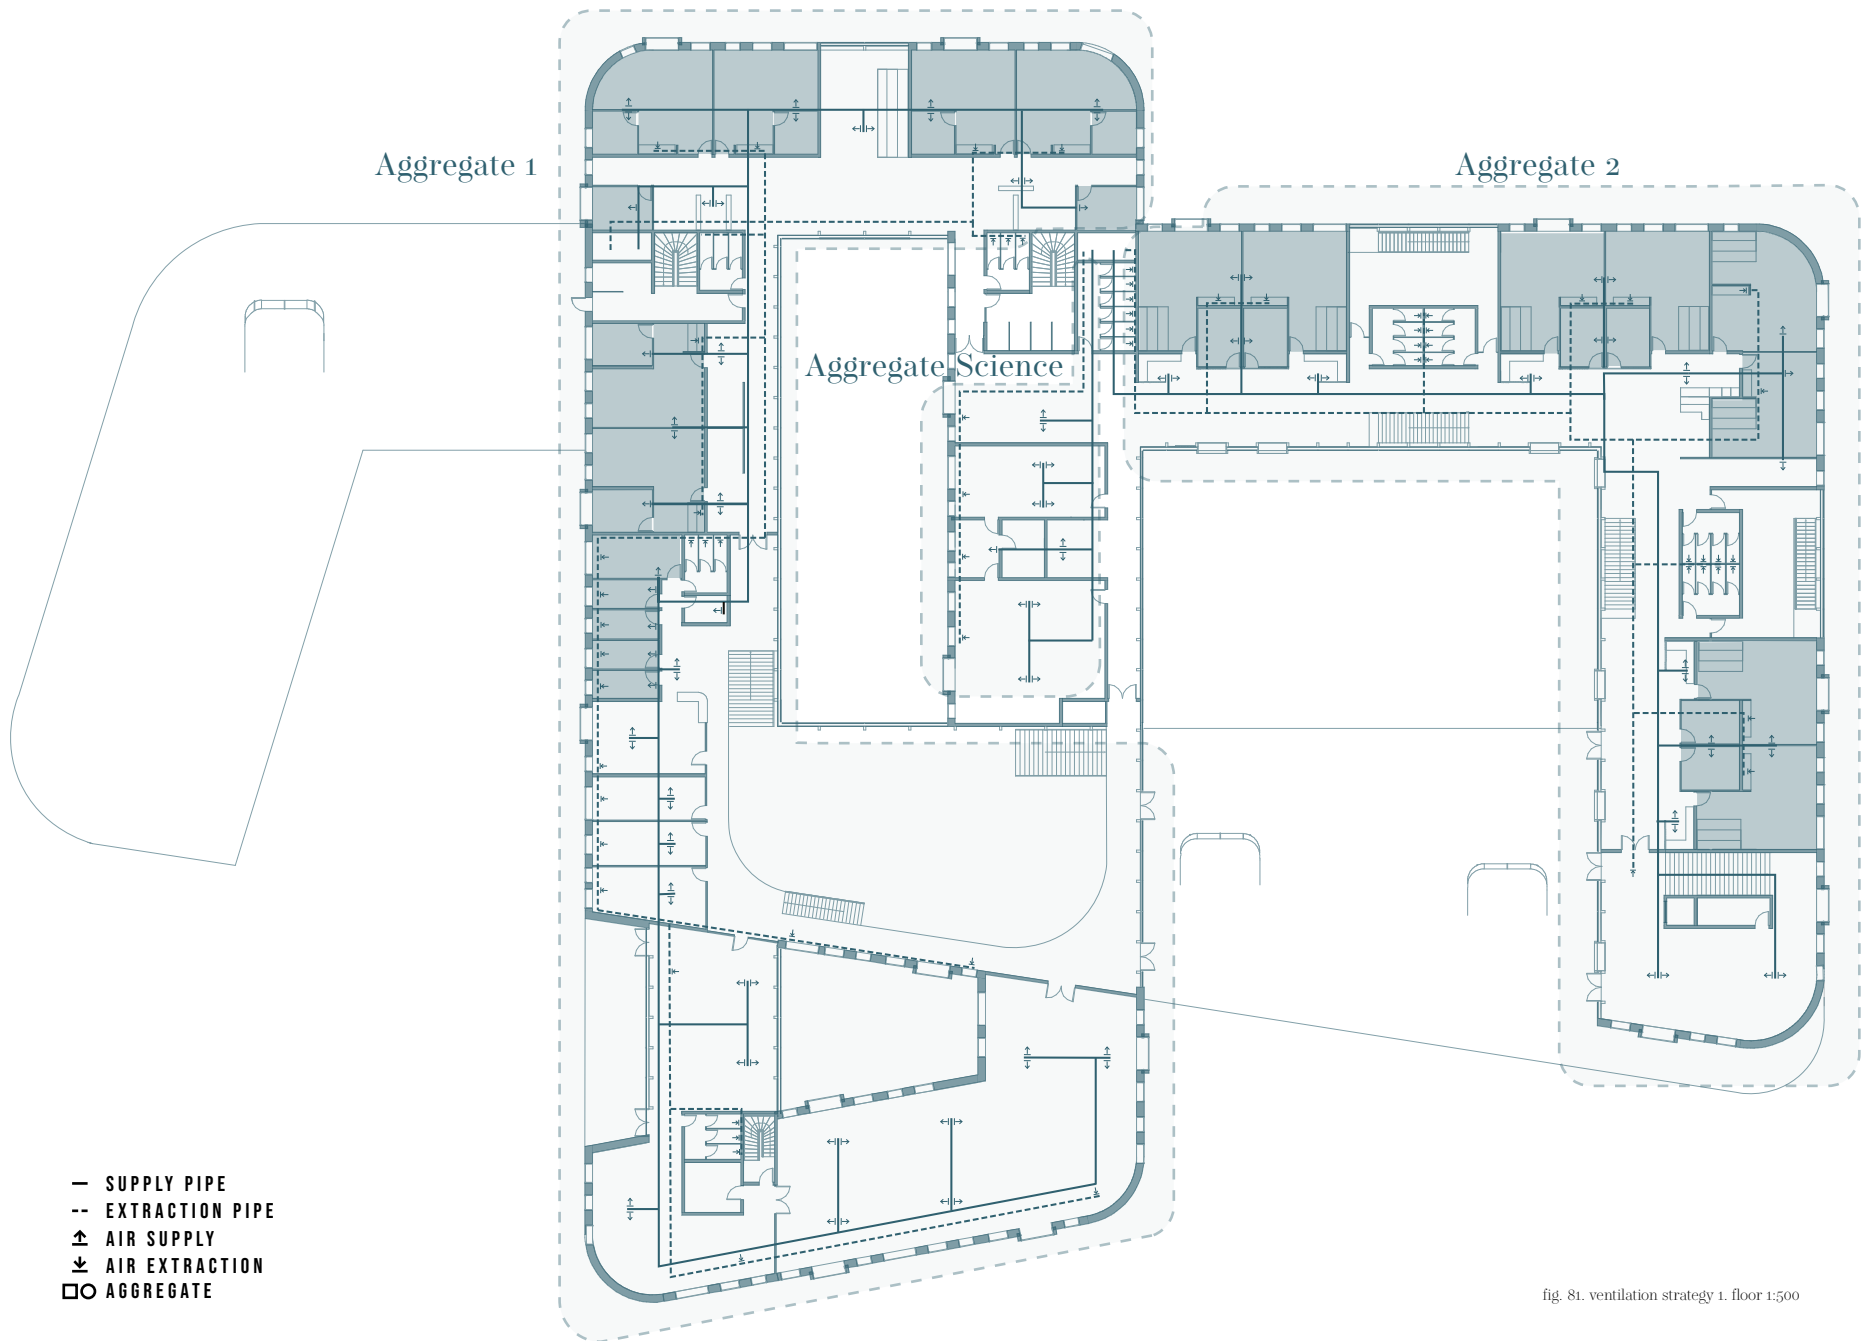 Aggregate 1
Aggregate 2
Aggregate Science
SUPPLY PIPE
EXTRACTION PIPE
AIR SUPPLY
AIR EXTRACTION
AGGREGATE
fig. 81. ventilation strategy 1. floor 1:500